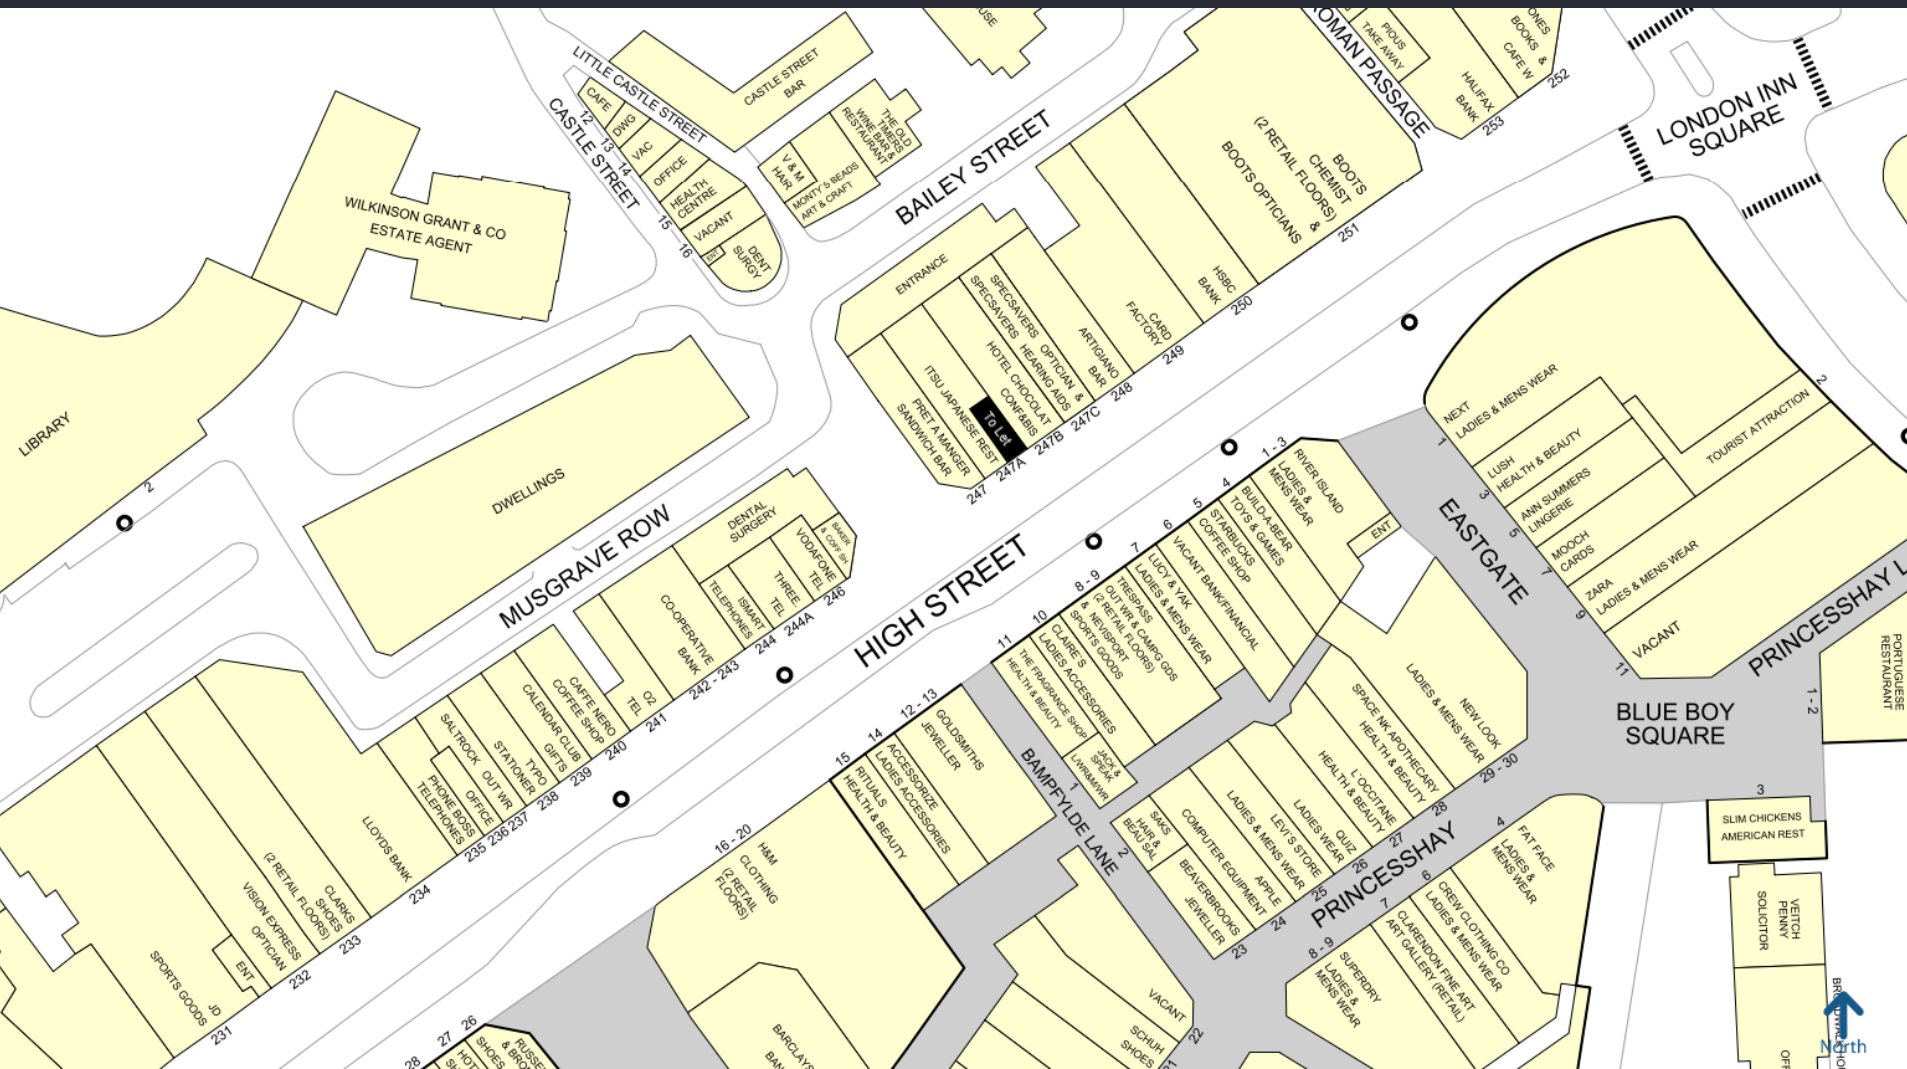 LITTLE CASTLE STREET
CASTLE STREET
BAR
CAFE
12
DWG
13
VAC
14
OFFICE
HEALTH
CENTRE
15
VACANT
16
ENT
DENT
SURGY
CASTLE STREET
V & M
HAIR
MONTY'S BEADS
ART & CRAFT
THE OLD
TIMERS
WINE BAR &
RESTAURANT
BAILEY STREET
ROMAN PASSAGE
PIOUS
TAKE AWAY
HALIFAX
BANK
253
BOOKS &
CAFE W
252
LONDON INN
SQUARE
WILKINSON GRANT & CO
ESTATE AGENT
LIBRARY
2
DWELLINGS
MUSGRAVE ROW
ENTRANCE
PRET A MANGER
SANDWICH BAR
247
ITSU JAPANESE REST
247A
To Let
HOTEL CHOCOLAT
CONF&BIS
247B
SPECSAVERS HEARING AIDS
SPECSAVERS OPTICIAN &
247C
ARTIGIANO
BAR
248
CARD
FACTORY
249
HSBC
BANK
250
BOOTS
CHEMIST
(2 RETAIL FLOORS)
&
BOOTS OPTICIANS
251
DENTAL
SURGERY
BAKER
& COFF SH
VODAFONE
TEL
246
THREE
TEL
244A
ISMART
TELEPHONES
244
CO-OPERATIVE
BANK
242 - 243
O2
TEL
241
CAFFE NERO
COFFEE SHOP
240
CALENDAR CLUB
GIFTS
239
TYPO
STATIONER
238
SALTROCK OUT WR
237
OFFICE
236
PHONE BOSS
TELEPHONES
235
LLOYDS BANK
234
CLARKS
SHOES
(2 RETAIL FLOORS)
233
VISION EXPRESS
OPTICIAN
232
ENT
JD
SPORTS GOODS
231
HIGH STREET
1 - 3
RIVER ISLAND
LADIES &
MENS WEAR
ENT
4
BUILD-A-BEAR
TOYS & GAMES
5
STARBUCKS
COFFEE SHOP
6
VACANT BANK/FINANCIAL
7
LUCY & YAK
LADIES & MENS WEAR
8 - 9
TRESPASS
OUT WR & CAMPG GDS
(2 RETAIL FLOORS)
& NEVISPORT
SPORTS GOODS
10
CLAIRE'S
LADIES ACCESSORIES
11
THE FRAGRANCE SHOP
HEALTH & BEAUTY
JACK &
SPEAK
L/WR&M/WR
1
12 - 13
GOLDSMITHS
JEWELLER
14
ACCESSORIZE
LADIES ACCESSORIES
15
RITUALS
HEALTH & BEAUTY
16 - 20
H&M
CLOTHING
(2 RETAIL
FLOORS)
26
27
28
SHOES
BAMPFYLDE LANE
2
SAKS
HAIR &
BEAU SAL
BEAVERBROOKS
JEWELLER
23
COMPUTER EQUIPMENT
APPLE
24
LADIES & MENS WEAR
LEVI'S STORE
25
LADIES WEAR
QUIZ
26
HEALTH & BEAUTY
L'OCCITANE
27
SPACE NK APOTHECARY
HEALTH & BEAUTY
28
NEW LOOK
LADIES & MENS WEAR
29 - 30
PRINCESSHAY
4
FAT FACE
LADIES &
MENS WEAR
6
CREW CLOTHING CO
LADIES & MENS WEAR
7
CLARENDON FINE ART
ART GALLERY (RETAIL)
8 - 9
SUPERDRY
LADIES &
MENS WEAR
VACANT
22
SCHUH
SHOES
EASTGATE
1
NEXT
LADIES & MENS WEAR
LUSH
HEALTH & BEAUTY
3
ANN SUMMERS
LINGERIE
5
MOOCH
CARDS
7
2
TOURIST ATTRACTION
ZARA
LADIES & MENS WEAR
9
VACANT
11
PRINCESSHAY
PORTUGUESE
RESTAURANT
1 - 2
BLUE BOY
SQUARE
3
SLIM CHICKENS
AMERICAN REST
VEITCH
PENNY
SOLICITOR
North